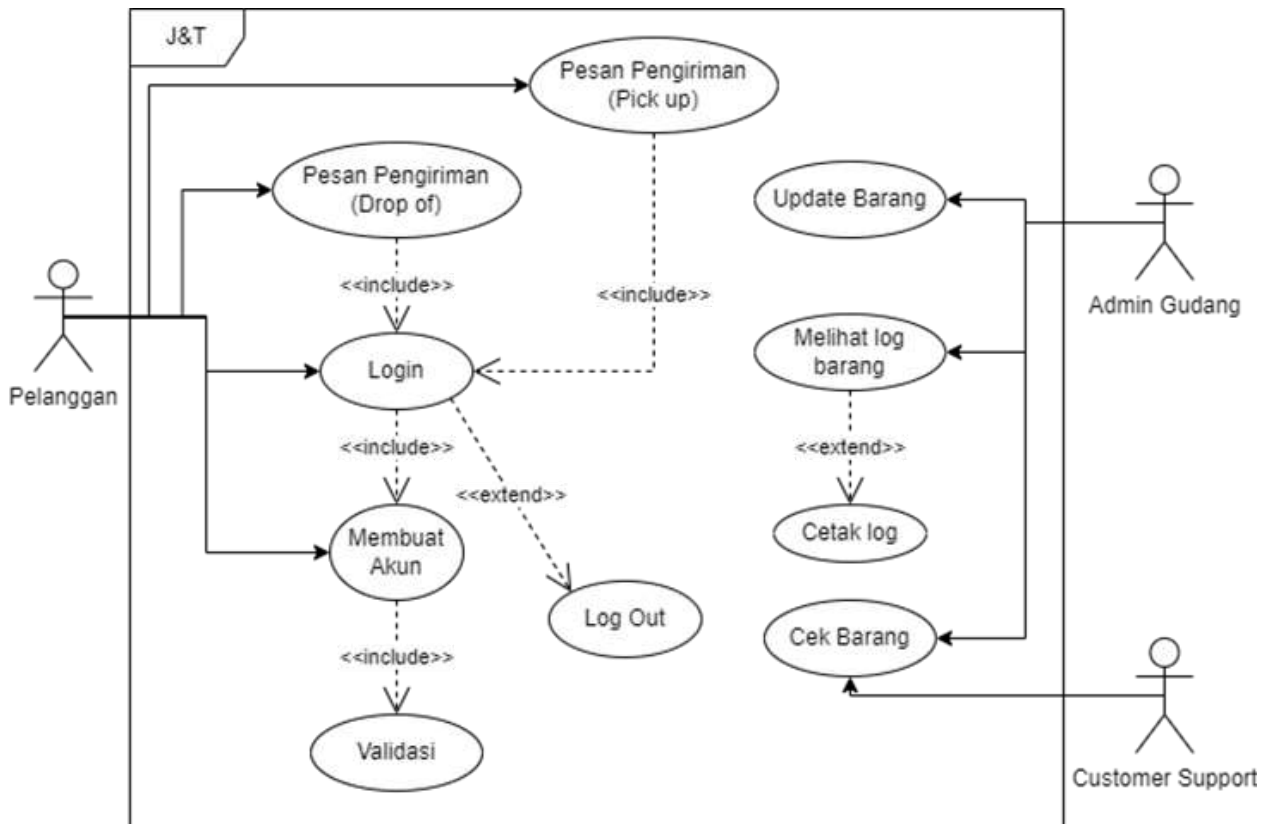 J&T
Pesan Pengiriman
(Pick up)
Pesan Pengiriman
(Drop of)
Update Barang
<<include>>
<<include>>
Admin Gudang
Melihat log
barang
Login
Pelanggan
<<include>>
<<extend>>
<<extend>>
Cetak log
Membuat
Akun
Log Out
Cek Barang
<<include>>
Validasi
Customer Support